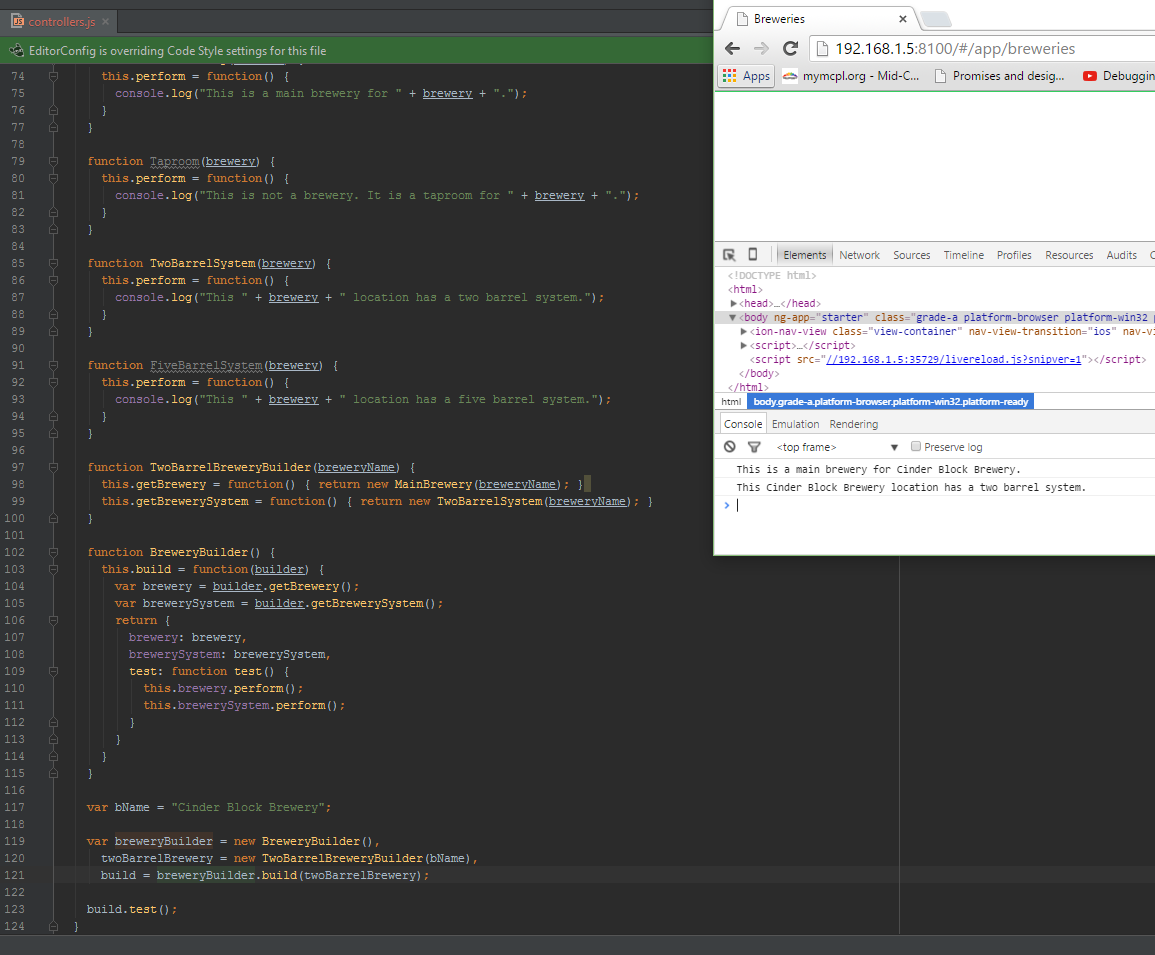 controllers.js
EditorConfig is overriding Code Style settings for this file
74 this.perform = function() {
75 console.log("This is a main brewery for " + brewery + ".");
76 }
77 }
78
79 function Taproom(brewery) {
80 this.perform = function() {
81 console.log("This is not a brewery. It is a taproom for " + brewery + ".");
82 }
83 }
84
85 function TwoBarrelSystem(brewery) {
86 this.perform = function() {
87 console.log("This " + brewery + " location has a two barrel system.");
88 }
89 }
90
91 function FiveBarrelSystem(brewery) {
92 this.perform = function() {
93 console.log("This " + brewery + " location has a five barrel system.");
94 }
95 }
96
97 function TwoBarrelBreweryBuilder(breweryName) {
98 this.getBrewery = function() { return new MainBrewery(breweryName); }
99 this.getBrewerySystem = function() { return new TwoBarrelSystem(breweryName); }
100 }
101
102 function BreweryBuilder() {
103 this.build = function(builder) {
104 var brewery = builder.getBrewery();
105 var brewerySystem = builder.getBrewerySystem();
106 return {
107 brewery: brewery,
108 brewerySystem: brewerySystem,
109 test: function test() {
110 this.brewery.perform();
111 this.brewerySystem.perform();
112 }
113 }
114 }
115 }
116
117 var bName = "Cinder Block Brewery";
118
119 var breweryBuilder = new BreweryBuilder(),
120 twoBarrelBrewery = new TwoBarrelBreweryBuilder(bName),
121 build = breweryBuilder.build(twoBarrelBrewery);
122
123 build.test();
124 }
Breweries
192.168.1.5:8100/#/app/breweries
Apps mymcpl.org - Mid-C... Promises and desig... Debuggin
Elements Network Sources Timeline Profiles Resources Audits C
<!DOCTYPE html>
<html>
<head>…</head>
<body ng-app="starter" class="grade-a platform-browser platform-win32 p
<ion-nav-view class="view-container" nav-view-transition="ios" nav-vi
<script>…</script>
<script src="//192.168.1.5:35729/livereload.js?snipver=1"></script>
</body>
</html>
html body.grade-a.platform-browser.platform-win32.platform-ready
Console Emulation Rendering
<top frame> Preserve log
This is a main brewery for Cinder Block Brewery.
This Cinder Block Brewery location has a two barrel system.